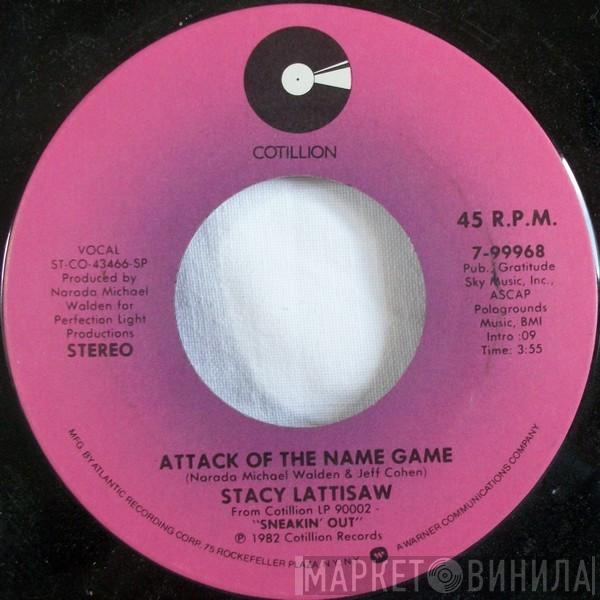 COTILLION
45 R.P.M.
7-99968
Pub. Gratitude
Sky Music, Inc.,
ASCAP
Pologrounds
Music, BMI
Intro :09
Time: 3:55
VOCAL
ST-CO-43466-SP
Produced by
Narada Michael
Walden for
Perfection Light
Productions
STEREO
ATTACK OF THE NAME GAME
(Narada Michael Walden & Jeff Cohen)
STACY LATTISAW
From Cotillion LP 90002 -
"SNEAKIN' OUT"
℗ 1982 Cotillion Records
MFG. BY ATLANTIC RECORDING CORP. 75 ROCKEFELLER PLAZA, N.Y. N.Y. A WARNER COMMUNICATIONS COMPANY
МАРКЕТ ВИНИЛА